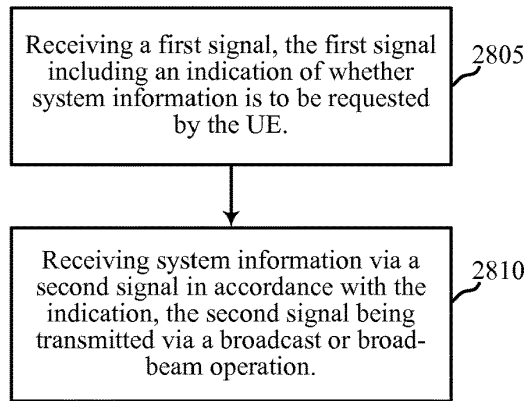 Receiving a first signal, the first signal
including an indication of whether
system information is to be requested
by the UE.
2805
Receiving system information via a
second signal in accordance with the
indication, the second signal being
transmitted via a broadcast or broad-
beam operation.
2810